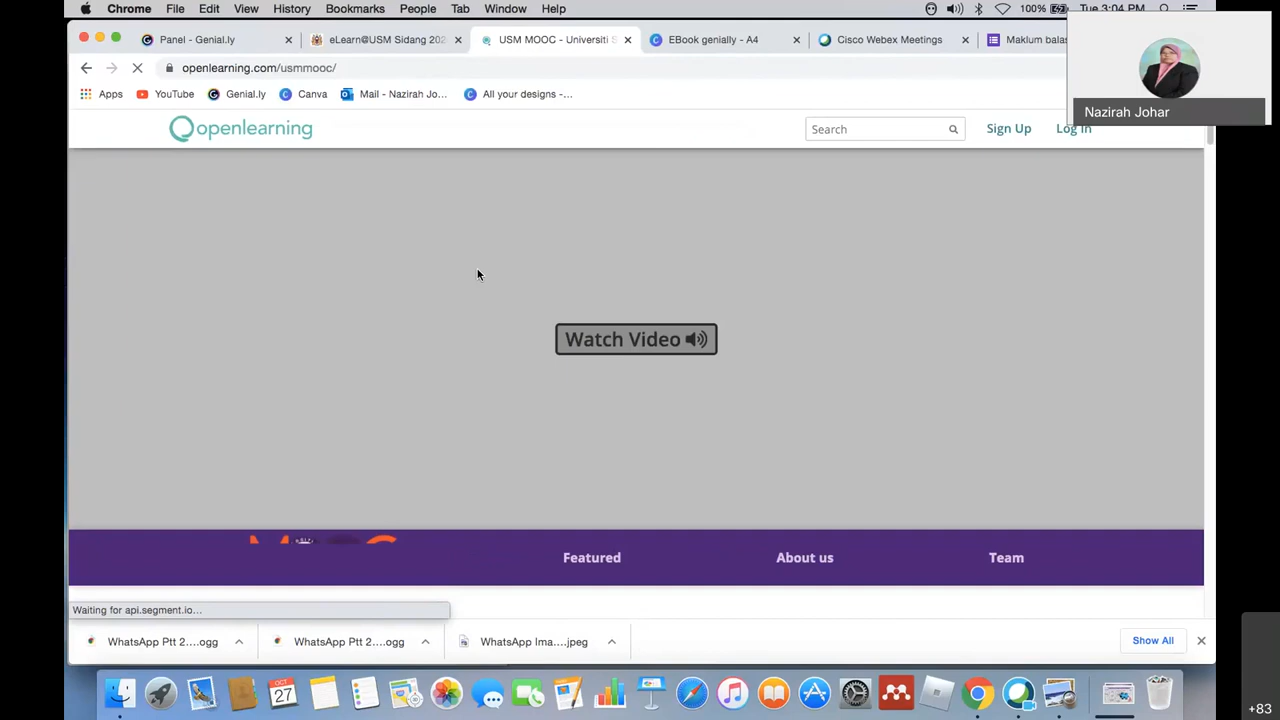 Chrome File Edit View History Bookmarks People Tab Window Help 100% Tue 3:04 PM
Panel - Genial.ly
eLearn@USM Sidang 202
USM MOOC - Universiti S
EBook genially - A4
Cisco Webex Meetings
Maklum balas
Nazirah Johar
openlearning.com/usmmooc/
Apps YouTube Genial.ly Canva Mail - Nazirah Jo... All your designs -...
openlearning
Search
Sign Up
Log In
Watch Video
Featured About us Team
Waiting for api.segment.io...
WhatsApp Ptt 2....ogg
WhatsApp Ptt 2....ogg
WhatsApp Ima....jpeg
Show All
OCT
27
+83